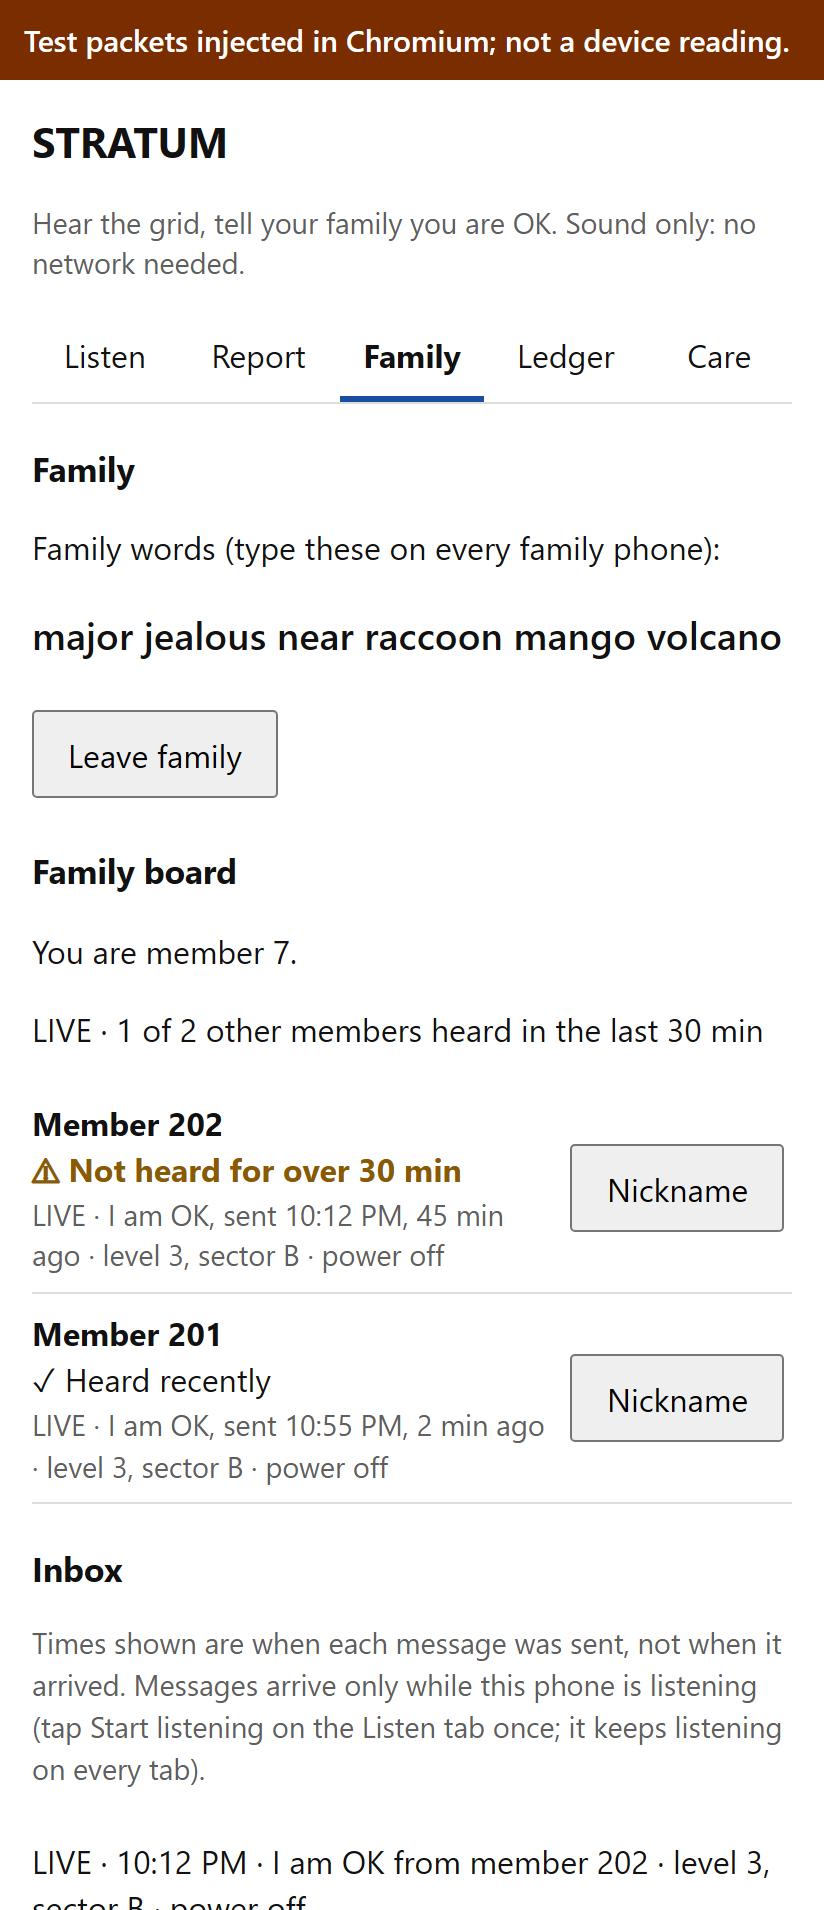 Test packets injected in Chromium; not a device reading.
STRATUM
Hear the grid, tell your family you are OK. Sound only: no
network needed.
Listen Report Family Ledger Care
Family
Family words (type these on every family phone):
major jealous near raccoon mango volcano
Leave family
Family board
You are member 7.
LIVE · 1 of 2 other members heard in the last 30 min
Member 202
⚠ Not heard for over 30 min
LIVE · I am OK, sent 10:12 PM, 45 min
ago · level 3, sector B · power off
Nickname
Member 201
✓ Heard recently
LIVE · I am OK, sent 10:55 PM, 2 min ago
· level 3, sector B · power off
Nickname
Inbox
Times shown are when each message was sent, not when it
arrived. Messages arrive only while this phone is listening
(tap Start listening on the Listen tab once; it keeps listening
on every tab).
LIVE · 10:12 PM · I am OK from member 202 · level 3,
sector B · power off